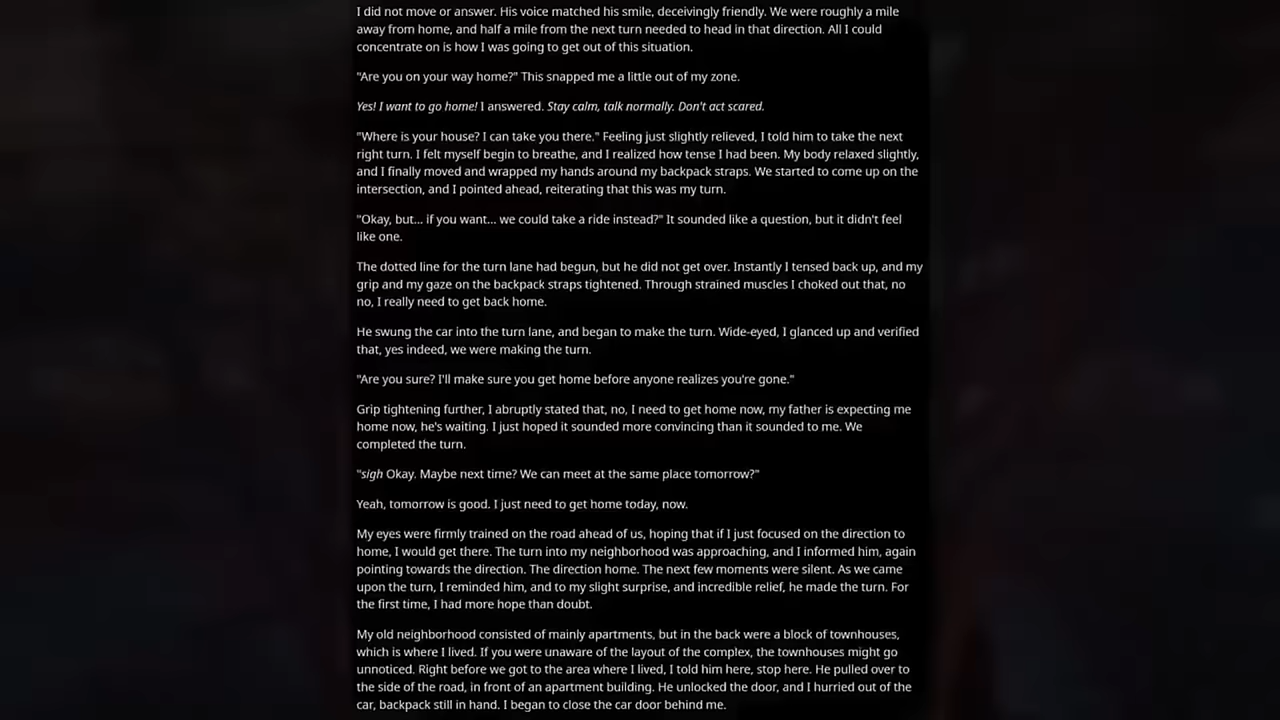 I did not move or answer. His voice matched his smile, deceivingly friendly. We were roughly a mile
away from home, and half a mile from the next turn needed to head in that direction. All I could
concentrate on is how I was going to get out of this situation.
"Are you on your way home?" This snapped me a little out of my zone.
Yes! I want to go home! I answered. Stay calm, talk normally. Don't act scared.
"Where is your house? I can take you there." Feeling just slightly relieved, I told him to take the next
right turn. I felt myself begin to breathe, and I realized how tense I had been. My body relaxed slightly,
and I finally moved and wrapped my hands around my backpack straps. We started to come up on the
intersection, and I pointed ahead, reiterating that this was my turn.
"Okay, but... if you want... we could take a ride instead?" It sounded like a question, but it didn't feel
like one.
The dotted line for the turn lane had begun, but he did not get over. Instantly I tensed back up, and my
grip and my gaze on the backpack straps tightened. Through strained muscles I choked out that, no
no, I really need to get back home.
He swung the car into the turn lane, and began to make the turn. Wide-eyed, I glanced up and verified
that, yes indeed, we were making the turn.
"Are you sure? I'll make sure you get home before anyone realizes you're gone."
Grip tightening further, I abruptly stated that, no, I need to get home now, my father is expecting me
home now, he's waiting. I just hoped it sounded more convincing than it sounded to me. We
completed the turn.
"sigh Okay. Maybe next time? We can meet at the same place tomorrow?"
Yeah, tomorrow is good. I just need to get home today, now.
My eyes were firmly trained on the road ahead of us, hoping that if I just focused on the direction to
home, I would get there. The turn into my neighborhood was approaching, and I informed him, again
pointing towards the direction. The direction home. The next few moments were silent. As we came
upon the turn, I reminded him, and to my slight surprise, and incredible relief, he made the turn. For
the first time, I had more hope than doubt.
My old neighborhood consisted of mainly apartments, but in the back were a block of townhouses,
which is where I lived. If you were unaware of the layout of the complex, the townhouses might go
unnoticed. Right before we got to the area where I lived, I told him here, stop here. He pulled over to
the side of the road, in front of an apartment building. He unlocked the door, and I hurried out of the
car, backpack still in hand. I began to close the car door behind me.